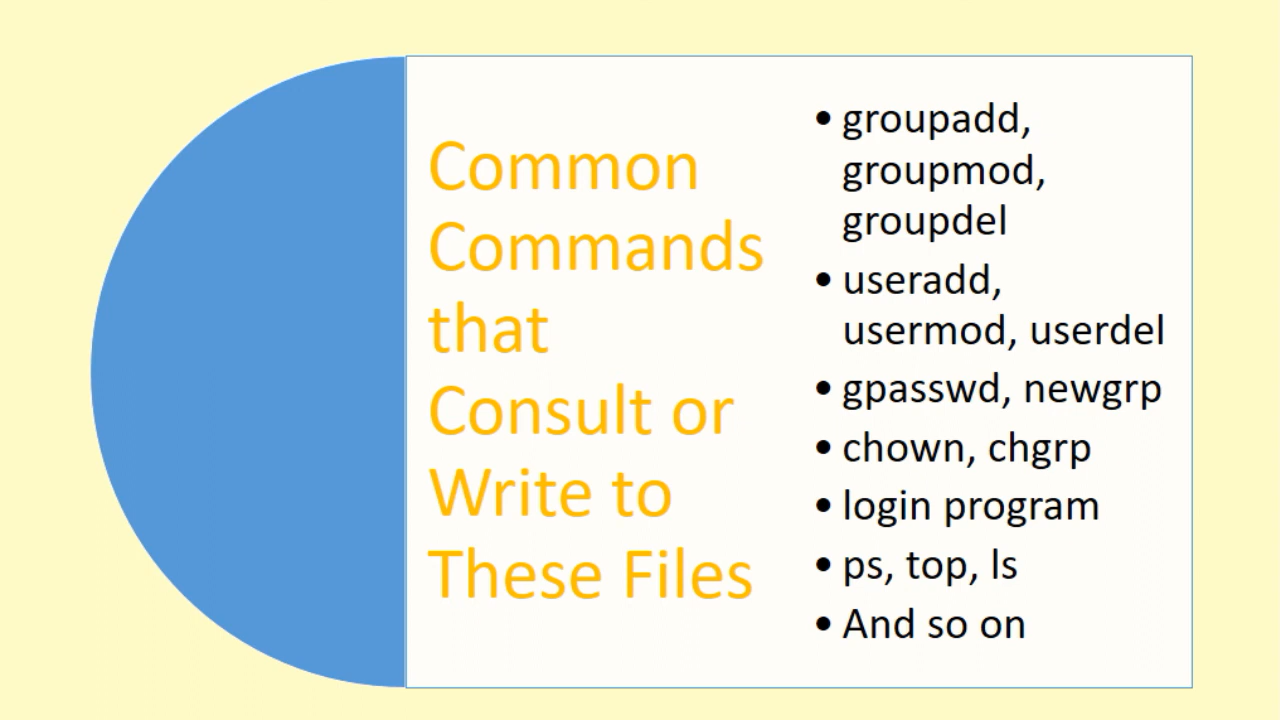 Common
Commands
that
Consult or
Write to
These Files
• groupadd,
groupmod,
groupdel
• useradd,
usermod, userdel
• gpasswd, newgrp
• chown, chgrp
• login program
• ps, top, ls
• And so on